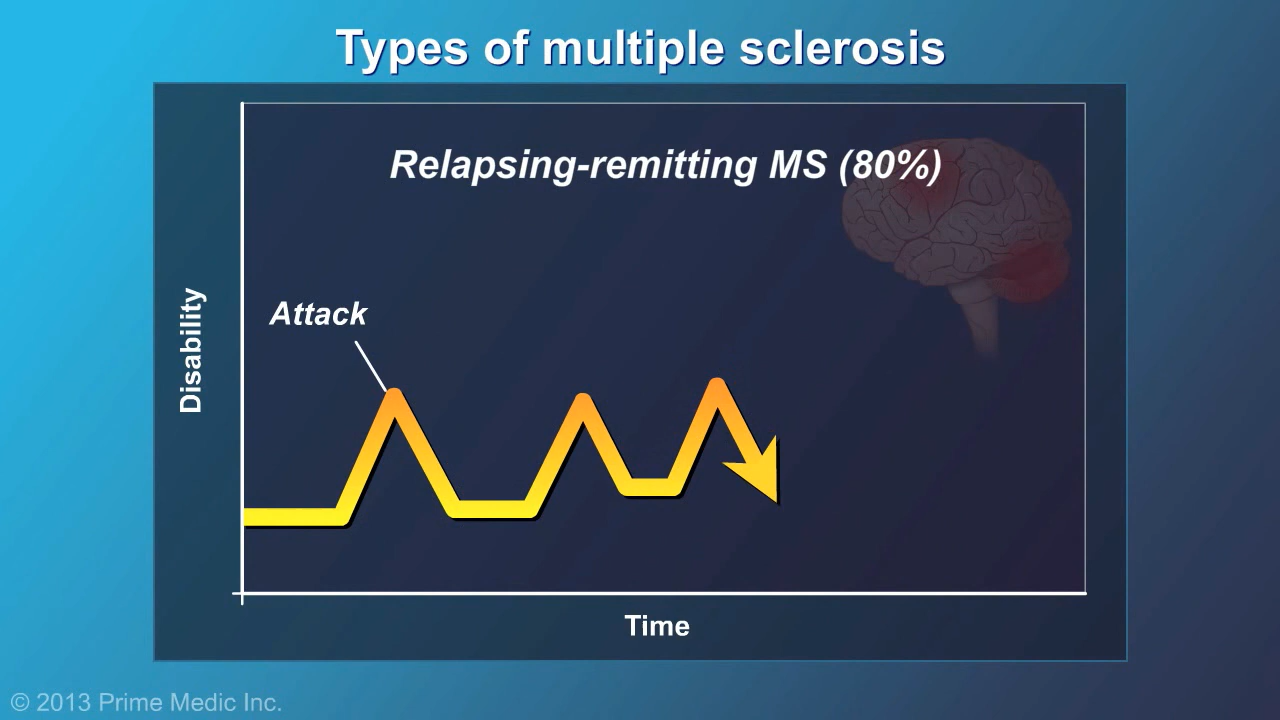 Types of multiple sclerosis
Relapsing-remitting MS (80%)
Attack
Disability
Time
© 2013 Prime Medic Inc.